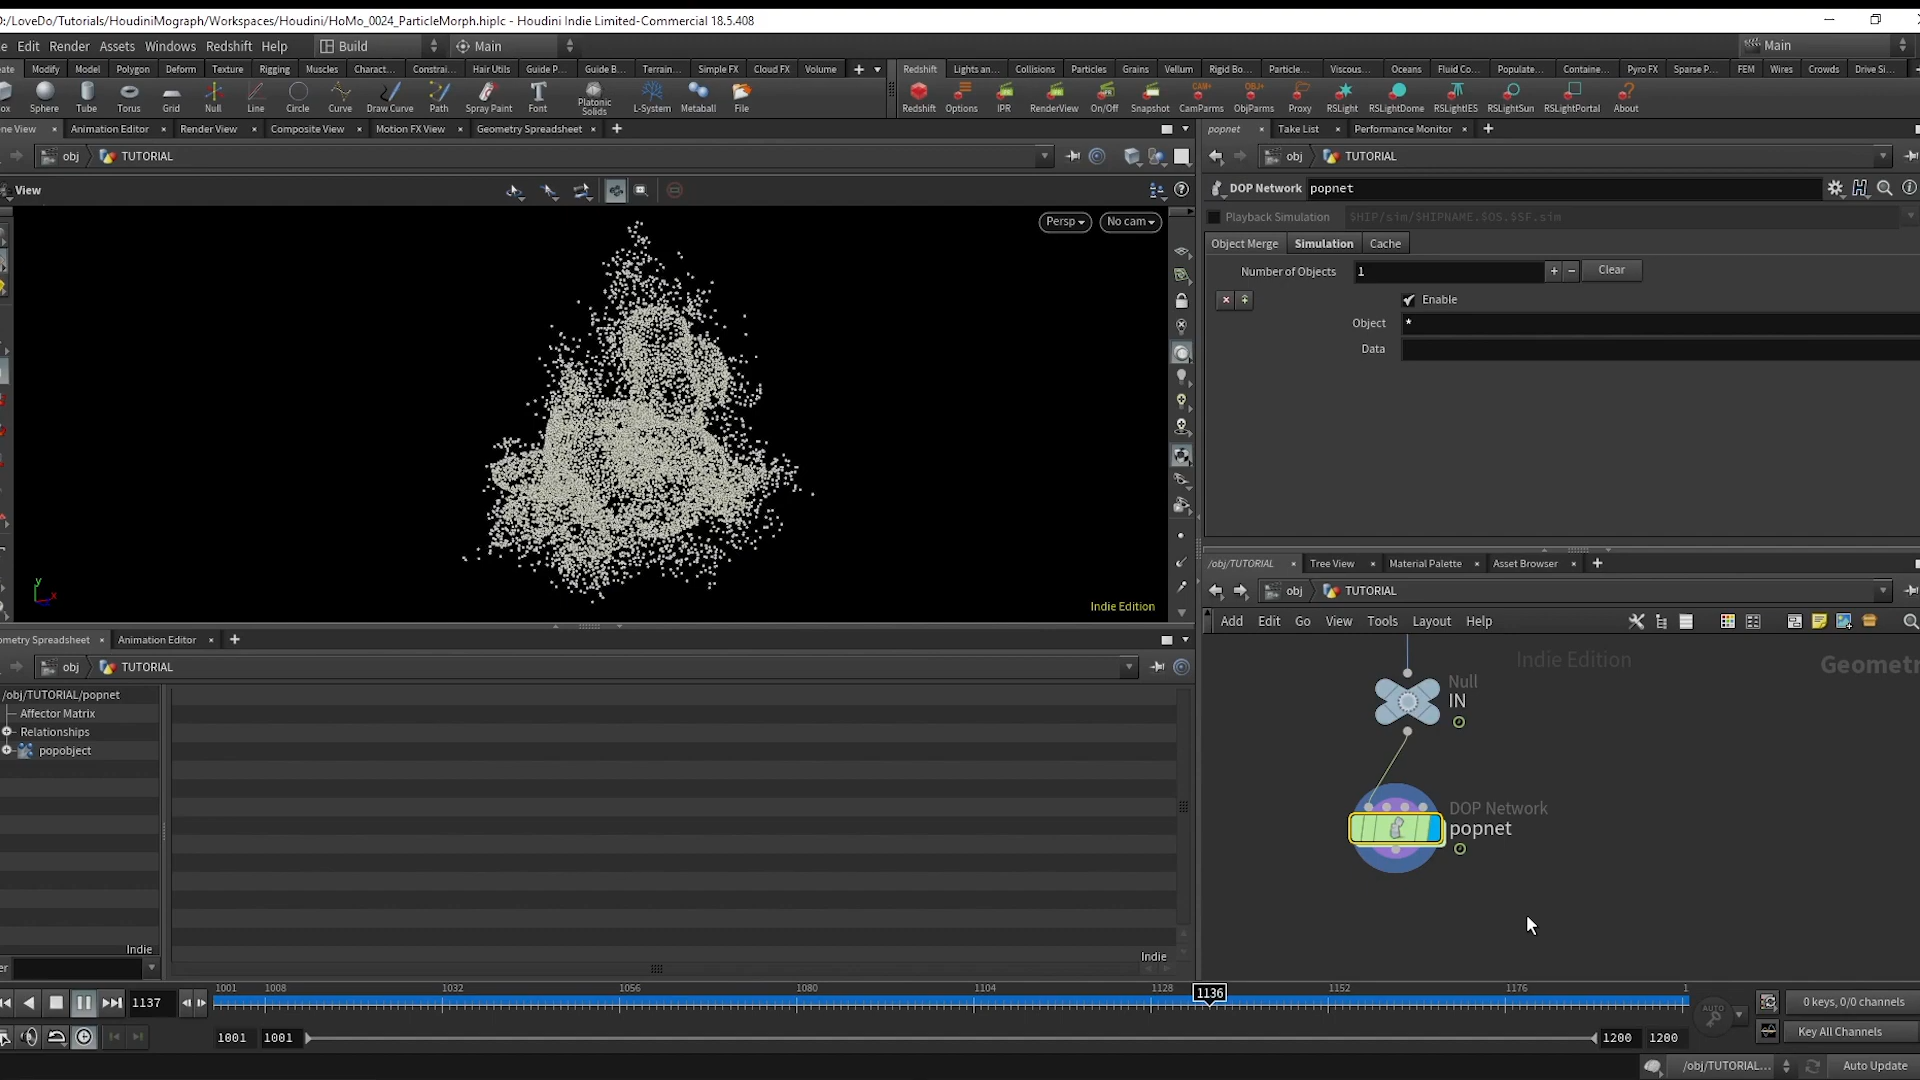 :/LoveDo/Tutorials/HoudiniMograph/Workspaces/Houdini/HoMo_0024_ParticleMorph.hiplc - Houdini Indie Limited-Commercial 18.5.408
Edit Render Assets Windows Redshift Help Build Main Main
Modify Model Polygon Deform Texture Rigging Muscles Charact... Constrai... Hair Utils Guide P... Guide B... Terrain... Simple FX Cloud FX Volume
Redshift Lights an... Collisions Particles Grains Vellum Rigid Bo... Particle... Viscous... Oceans Fluid Co... Populate... Containe... Pyro FX Sparse P... FEM Wires Crowds Drive Si...
Sphere Tube Torus Grid Null Line Circle Curve Draw Curve Path Spray Paint Font Platonic Solids L-System Metaball File
Redshift Options IPR RenderView On/Off Snapshot CamParms ObjParms Proxy RSLight RSLightDome RSLightIES RSLightSun RSLightPortal About
ne View Animation Editor Render View Composite View Motion FX View Geometry Spreadsheet
popnet Take List Performance Monitor
obj TUTORIAL
obj TUTORIAL
View
DOP Network popnet
Playback Simulation $HIP/sim/$HIPNAME.$OS.$SF.sim
Persp No cam
Object Merge Simulation Cache
Number of Objects 1 Clear
Enable
Object *
Data
y x
Indie Edition
/obj/TUTORIAL Tree View Material Palette Asset Browser
obj TUTORIAL
Add Edit Go View Tools Layout Help
Indie Edition Geometr
Null
IN
DOP Network
popnet
ometry Spreadsheet Animation Editor
obj TUTORIAL
/obj/TUTORIAL/popnet
Affector Matrix
Relationships
popobject
Indie
Indie
1137 1001 1008 1032 1056 1080 1104 1128 1136 1152 1176 1
0 keys, 0/0 channels
1001 1001 1200 1200
AUTO
Key All Channels
/obj/TUTORIAL... Auto Update